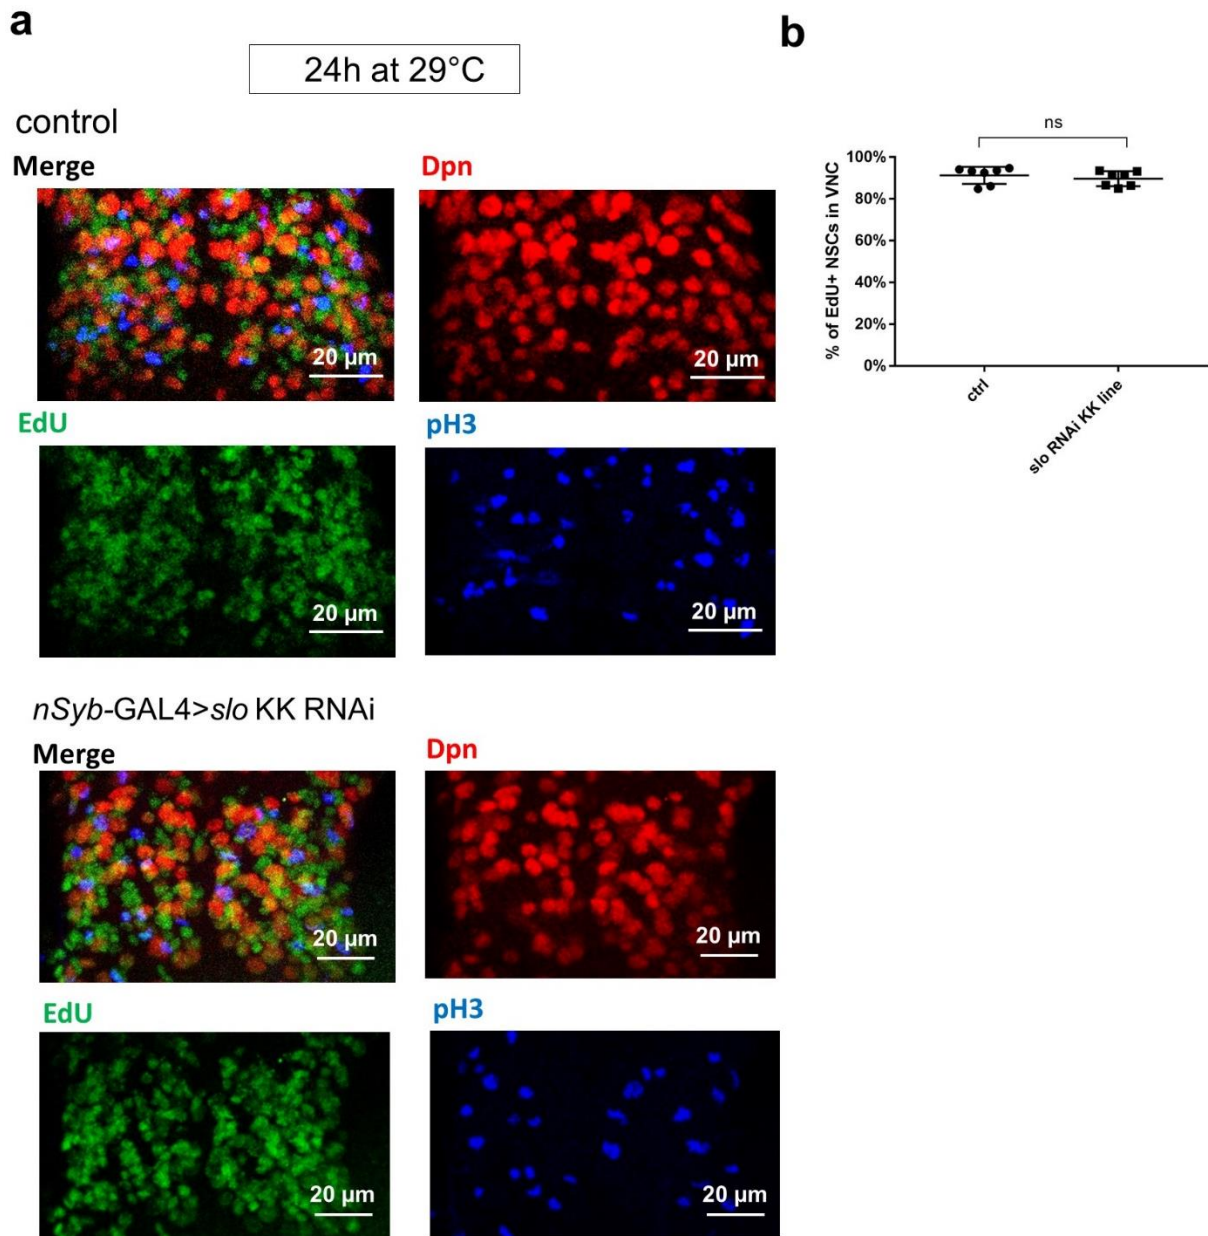 a
24h at 29°C
control
Merge
Dpn
20 µm
20 µm
EdU
pH3
20 µm
20 µm
nSyb-GAL4>slo KK RNAi
Merge
Dpn
20 µm
20 µm
EdU
pH3
20 µm
20 µm
b
ns
% of EdU+ NSCs in VNC
100%
80%
60%
40%
20%
0%
ctrl
slo RNAi KK line